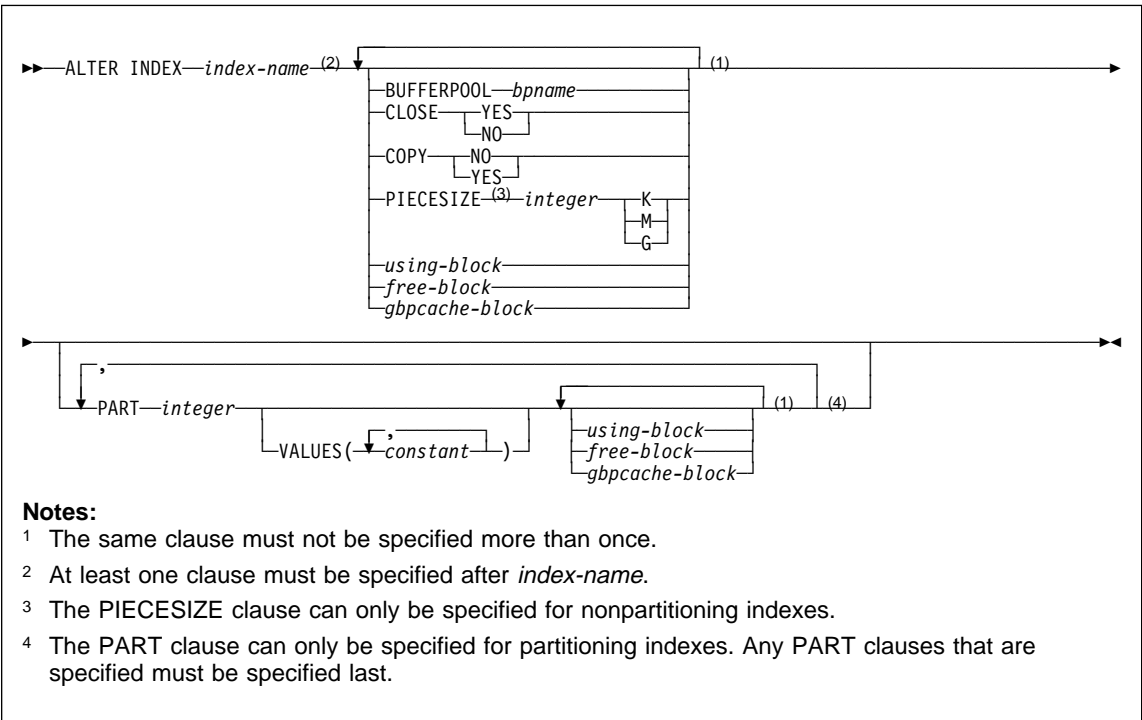 ALTER INDEX index-name (2) (1)
BUFFERPOOL bpname
CLOSE YES
NO
COPY NO
YES
PIECESIZE (3) integer K
M
G
using-block
free-block
gbpcache-block
,
PART integer (1) (4)
VALUES( constant )
,
using-block
free-block
gbpcache-block
Notes:
1 The same clause must not be specified more than once.
2 At least one clause must be specified after index-name.
3 The PIECESIZE clause can only be specified for nonpartitioning indexes.
4 The PART clause can only be specified for partitioning indexes. Any PART clauses that are
specified must be specified last.